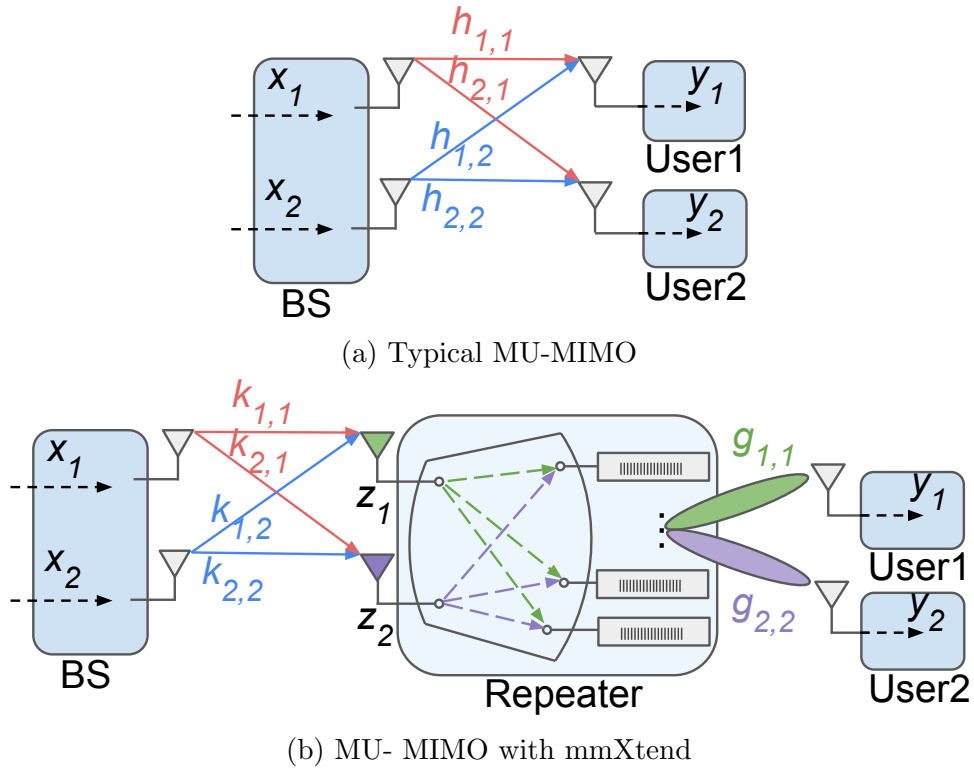 h1,1
x1
h2,1
y1
h1,2
User1
x2
h2,2
y2
BS
User2
(a) Typical MU-MIMO
k1,1
x1
k2,1
z1
g1,1
y1
k1,2
User1
x2
k2,2
z2
g2,2
y2
BS
Repeater
User2
(b) MU- MIMO with mmXtend